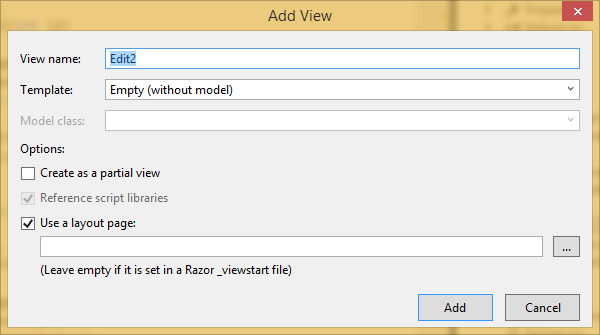 Add View
View name: Edit2
Template: Empty (without model)
Model class:
Options:
Create as a partial view
Reference script libraries
Use a layout page:
...
(Leave empty if it is set in a Razor _viewstart file)
Add Cancel